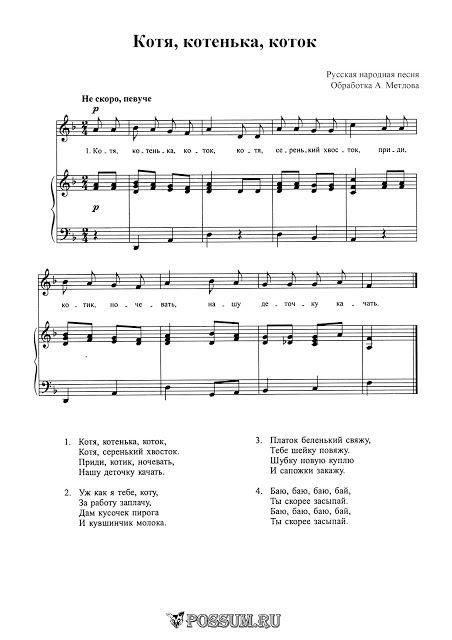 Котя, котенька, коток
Русская народная песня
Обработка А. Метлова
Не скоро, певуче
p
1. Ко - тя, ко - тень - ка, ко - ток, ко - тя, се - рень - кий хвос - ток, при - ди,
p
ко - тик, но - че - вать, на - шу де - точ - ку ка - чать.
1. Котя, котенька, коток,
Котя, серенький хвосток.
Приди, котик, ночевать,
Нашу деточку качать.
2. Уж как я тебе, коту,
За работу заплачу,
Дам кусочек пирога
И кувшинчик молока.
3. Платок беленький свяжу,
Тебе шейку повяжу.
Шубку новую куплю
И сапожки закажу.
4. Баю, баю, баю, бай,
Ты скорее засыпай.
Баю, баю, баю, бай,
Ты скорее засыпай.
POSSUM.RU